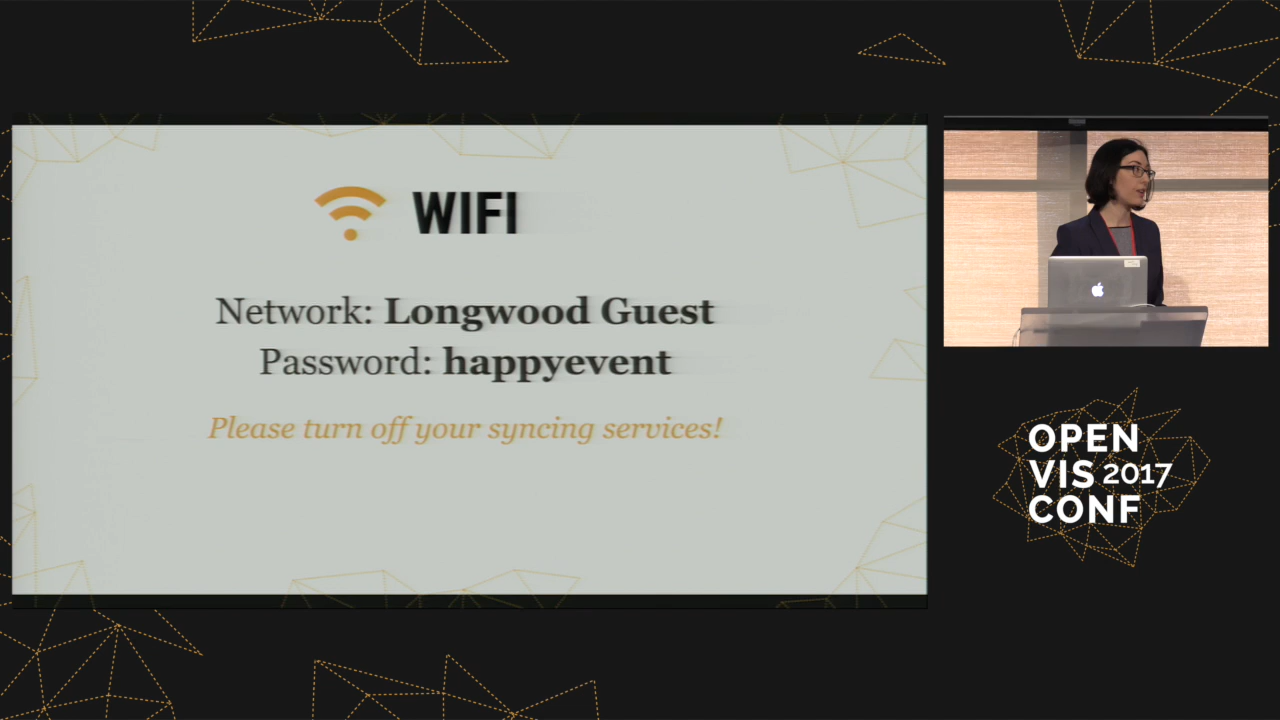 WIFI
Network: Longwood Guest
Password: happyevent
Please turn off your syncing services!
OPEN
VIS 2017
CONF